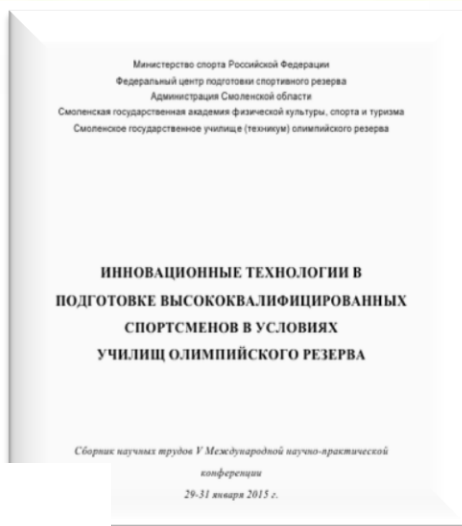 Министерство спорта Российской Федерации
Федеральный центр подготовки спортивного резерва
Администрация Смоленской области
Смоленская государственная академия физической культуры, спорта и туризма
Смоленское государственное училище (техникум) олимпийского резерва
ИННОВАЦИОННЫЕ ТЕХНОЛОГИИ В
ПОДГОТОВКЕ ВЫСОКОКВАЛИФИЦИРОВАННЫХ
СПОРТСМЕНОВ В УСЛОВИЯХ
УЧИЛИЩ ОЛИМПИЙСКОГО РЕЗЕРВА
Сборник научных трудов V Международной научно-практической
конференции
29-31 января 2015 г.